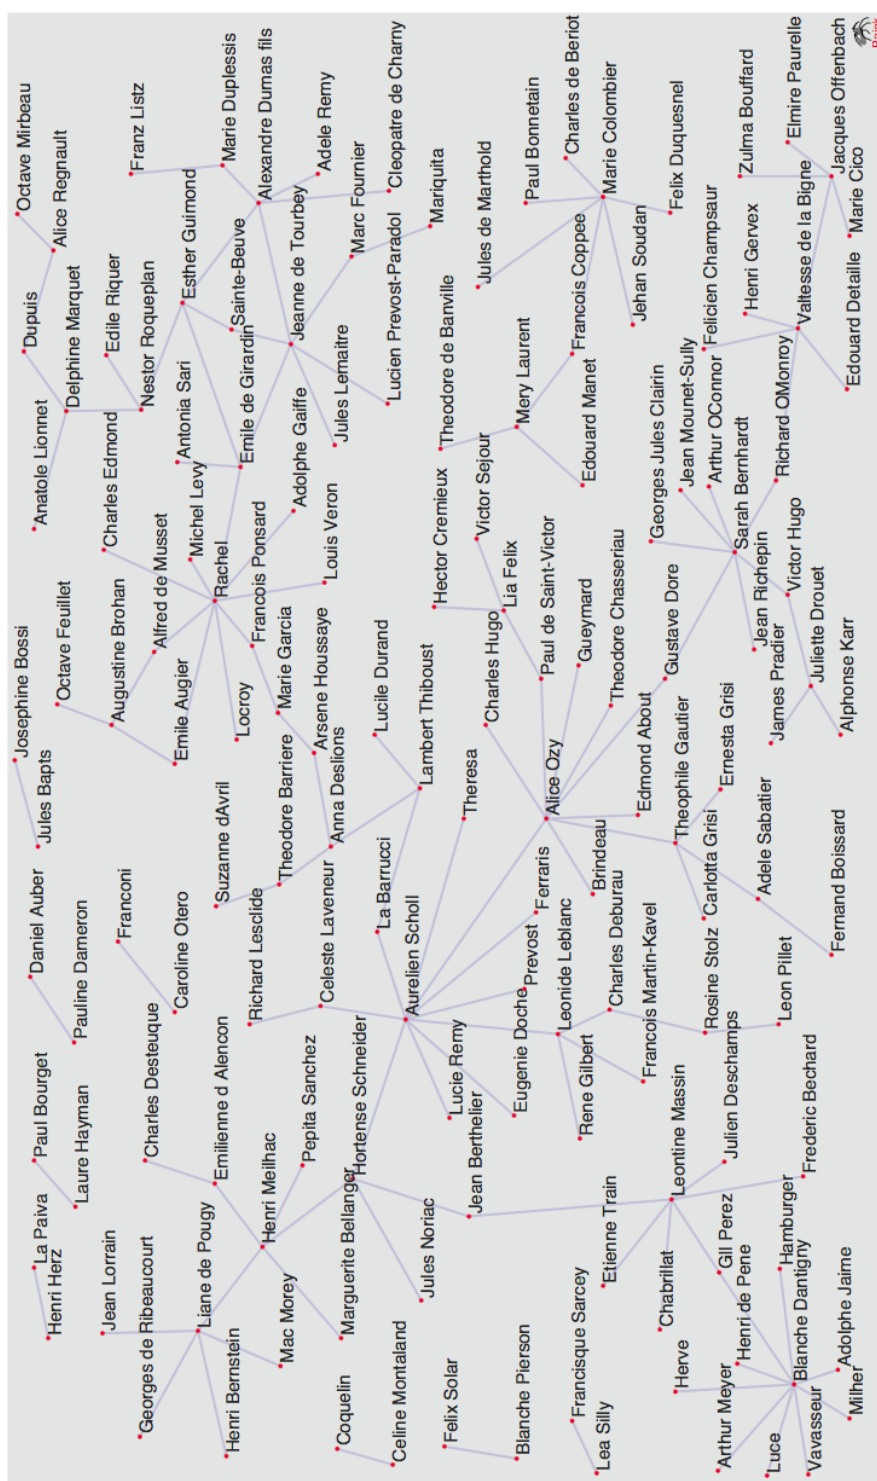 Octave Mirbeau
Josephine Bossi
Dupuis
Anatole Lionnet
Jules Bapts
Daniel Auber
Paul Bourget
La Paiva
Henri Herz
Alice Regnault
Delphine Marquet
Octave Feuillet
Pauline Dameron
Laure Hayman
Edile Riquer
Charles Edmond
Augustine Brohan
Franconi
Jean Lorrain
Franz Listz
Nestor Roqueplan
Alfred de Musset
Charles Desteuque
Georges de Ribeaucourt
Esther Guimond
Antonia Sari
Michel Levy
Emile Augier
Caroline Otero
Marie Duplessis
Sainte-Beuve
Rachel
Suzanne dAvril
Emilienne d Alencon
Liane de Pougy
Henri Bernstein
Alexandre Dumas fils
Emile de Girardin
Francois Ponsard
Locroy
Richard Lesclide
Henri Meilhac
Jeanne de Tourbey
Adolphe Gaiffe
Marie Garcia
Theodore Barriere
Pepita Sanchez
Mac Morey
Adele Remy
Jules Lemaitre
Louis Veron
Arsene Houssaye
Anna Deslions
Celeste Laveneur
Marguerite Bellanger
Marc Fournier
Hortense Schneider
Coquelin
Cleopatre de Charny
Lucien Prevost-Paradol
Lucile Durand
La Barrucci
Celine Montaland
Mariquita
Theodore de Banville
Hector Cremieux
Lambert Thiboust
Aurelien Scholl
Jules Noriac
Felix Solar
Jules de Marthold
Victor Sejour
Charles Hugo
Theresa
Lucie Remy
Jean Berthelier
Paul Bonnetain
Mery Laurent
Lia Felix
Prevost
Eugenie Doche
Blanche Pierson
Charles de Beriot
Francois Coppee
Paul de Saint-Victor
Alice Ozy
Ferraris
Leonide Leblanc
Francisque Sarcey
Marie Colombier
Edouard Manet
Gueymard
Brindeau
Rene Gilbert
Etienne Train
Lea Silly
Jehan Soudan
Theodore Chasseriau
Charles Deburau
Felix Duquesnel
Georges Jules Clairin
Gustave Dore
Edmond About
Francois Martin-Kavel
Leontine Massin
Chabrillat
Jean Mounet-Sully
Theophile Gautier
Herve
Felicien Champsaur
Arthur OConnor
Ernesta Grisi
Carlotta Grisi
Rosine Stolz
Julien Deschamps
Gil Perez
Arthur Meyer
Zulma Bouffard
Henri Gervex
Sarah Bernhardt
Jean Richepin
James Pradier
Adele Sabatier
Henri de Pene
Elmire Paurelle
Valtesse de la Bigne
Richard OMonroy
Victor Hugo
Leon Pillet
Hamburger
Blanche Dantigny
Luce
Jacques Offenbach
Juliette Drouet
Frederic Bechard
Vavasseur
Marie Cico
Edouard Detaille
Alphonse Karr
Fernand Boissard
Adolphe Jaime
Milher